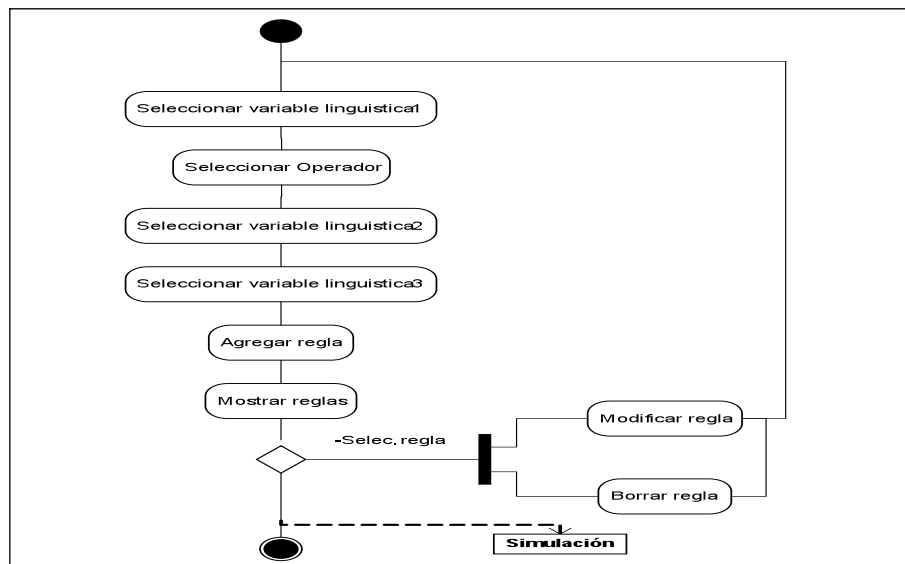 Seleccionar variable linguistica1
Seleccionar Operador
Seleccionar variable linguistica2
Seleccionar variable linguistica3
Agregar regla
Mostrar reglas
-Selec. regla
Modificar regla
Borrar regla
Simulación